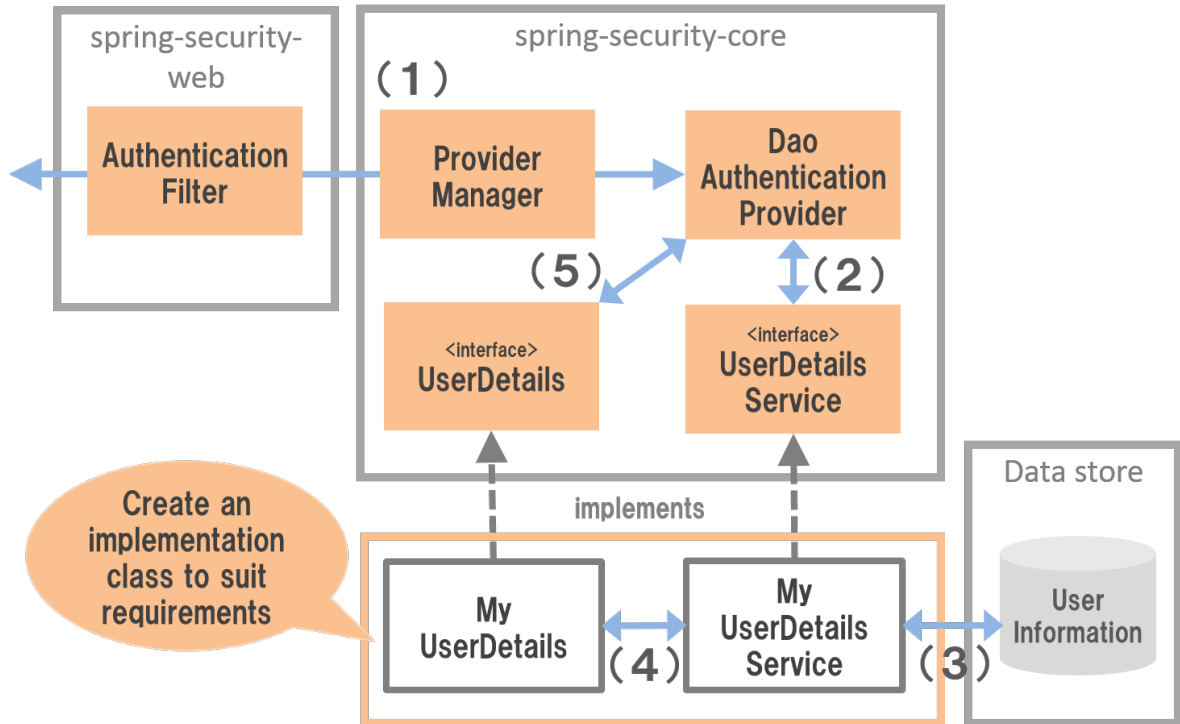 spring-security-
web
spring-security-core
(1)
Authentication
Filter
Provider
Manager
Dao
Authentication
Provider
(5)
(2)
<interface>
UserDetails
<interface>
UserDetails
Service
implements
Data store
Create an
implementation
class to suit
requirements
My
UserDetails
(4)
My
UserDetails
Service
(3)
User
Information